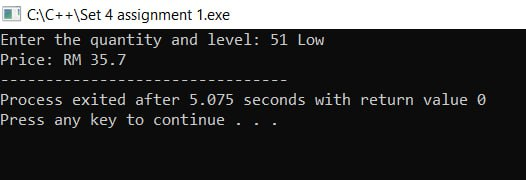 C:\C++\Set 4 assignment 1.exe
Enter the quantity and level: 51 Low
Price: RM 35.7
--------------------------------
Process exited after 5.075 seconds with return value 0
Press any key to continue . . .